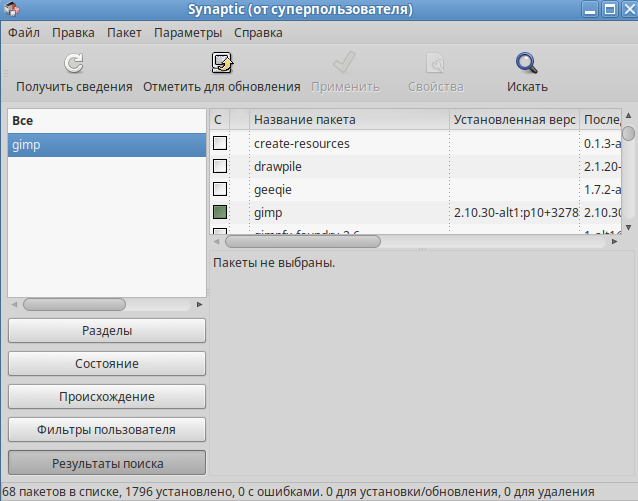 Synaptic (от суперпользователя)
Файл Правка Пакет Параметры Справка
Получить сведения Отметить для обновления Применить Свойства Искать
Все
gimp
С Название пакета Установленная верс Послед
create-resources 0.1.3-a
drawpile 2.1.20-
geeqie 1.7.2-a
gimp 2.10.30-alt1:p10+3278 2.10.30
Пакеты не выбраны.
Разделы
Состояние
Происхождение
Фильтры пользователя
Результаты поиска
68 пакетов в списке, 1796 установлено, 0 с ошибками. 0 для установки/обновления, 0 для удаления